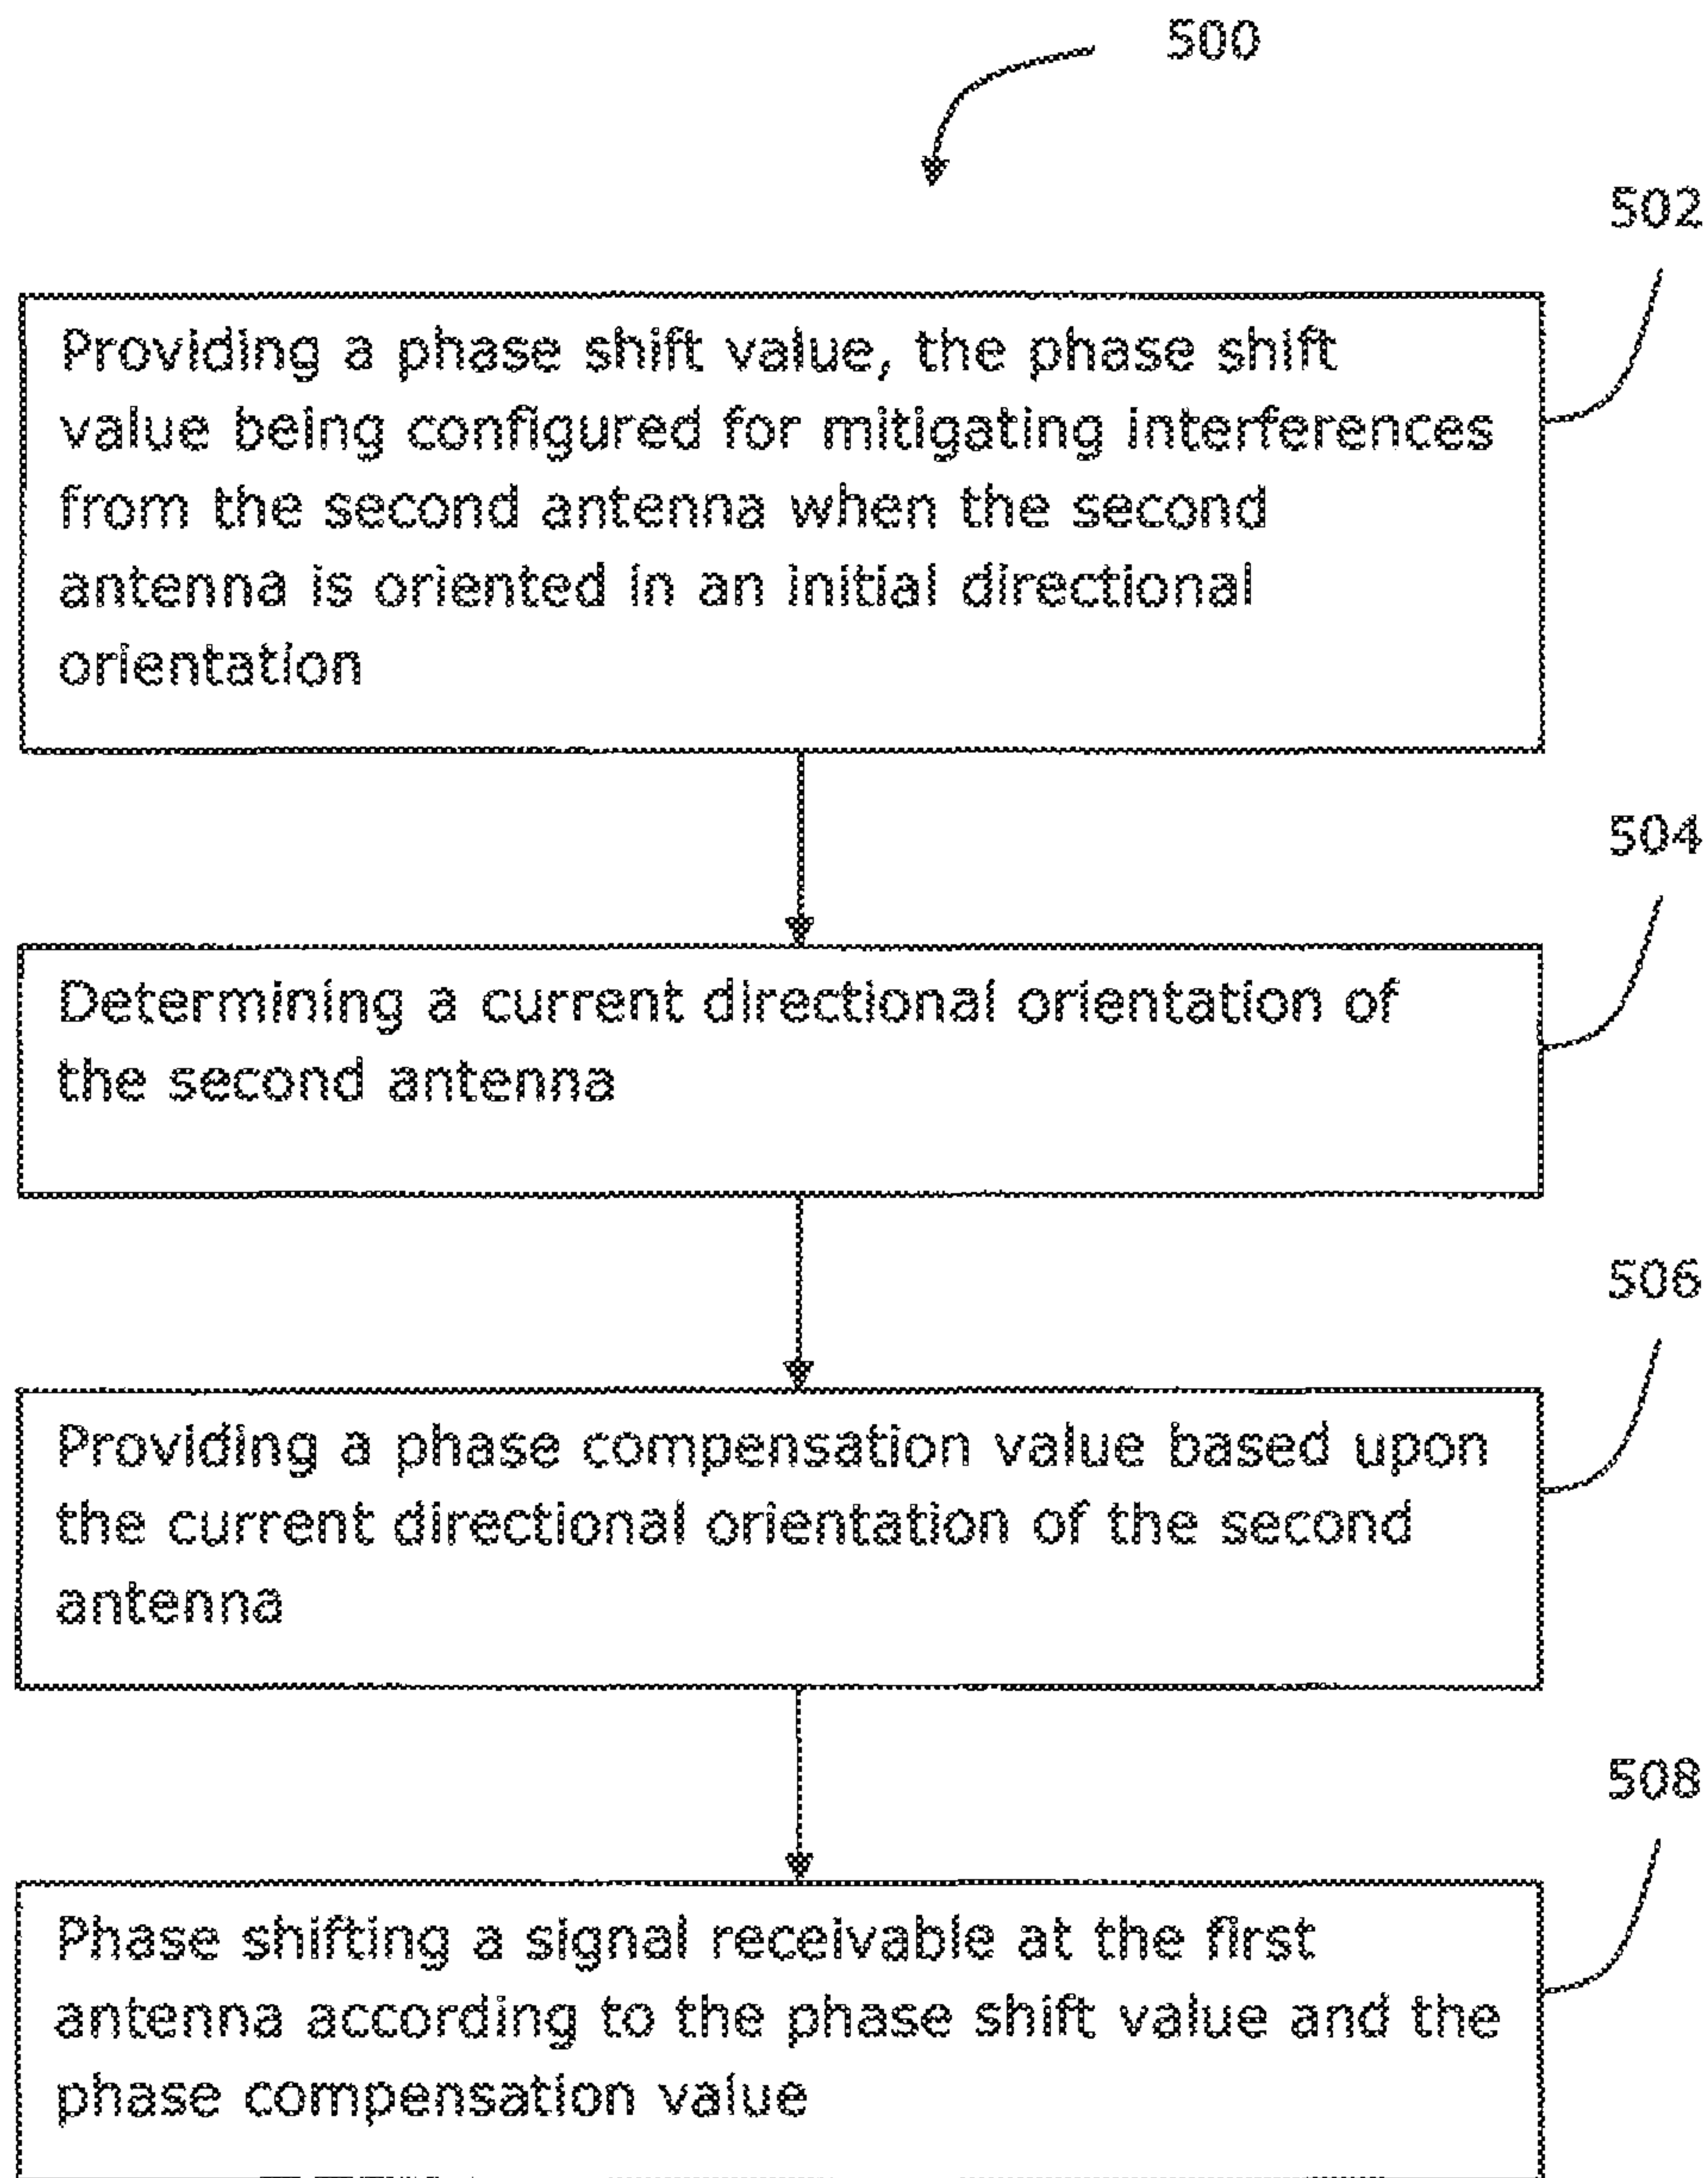 500
502
Providing a phase shift value, the phase shift
value being configured for mitigating interferences
from the second antenna when the second
antenna is oriented in an initial directional
orientation
504
Determining a current directional orientation of
the second antenna
506
Providing a phase compensation value based upon
the current directional orientation of the second
antenna
508
Phase shifting a signal receivable at the first
antenna according to the phase shift value and the
phase compensation value